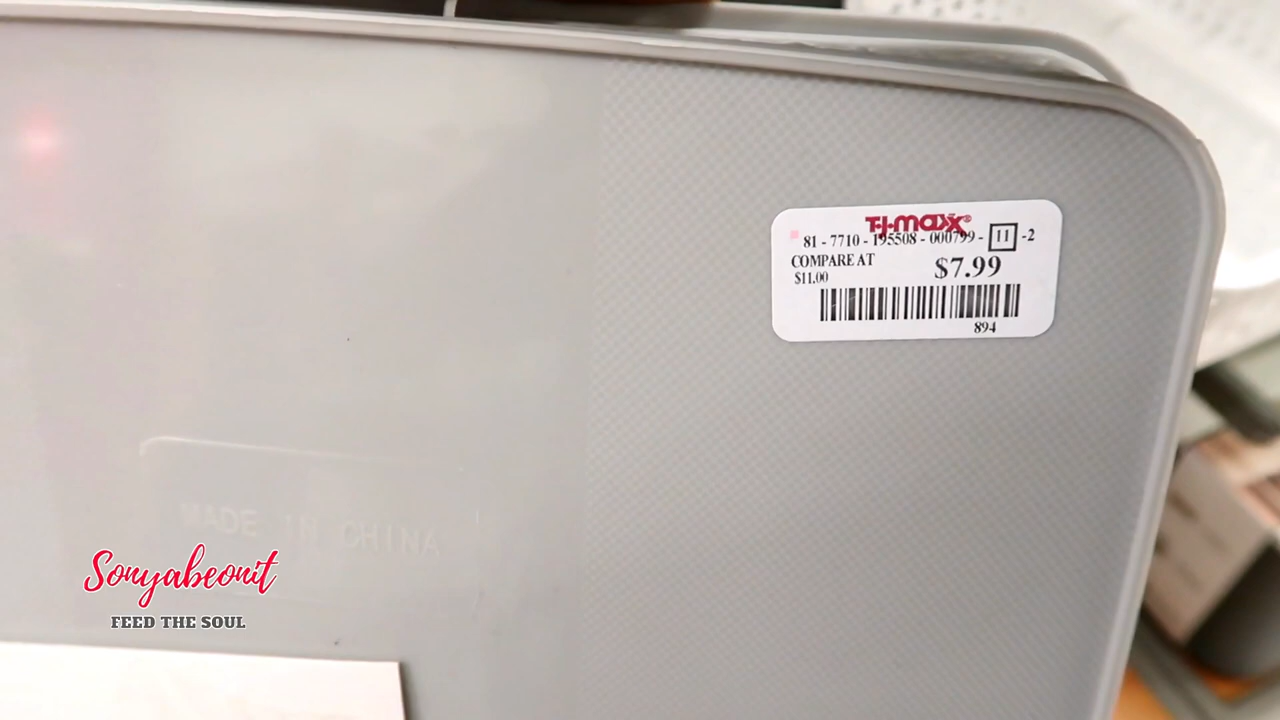 T.J.maxx®
81 - 7710 - 195508 - 000799 - 11 -2
COMPARE AT
$7.99
$11.00
894
MADE IN CHINA
Sonyabeonit
FEED THE SOUL